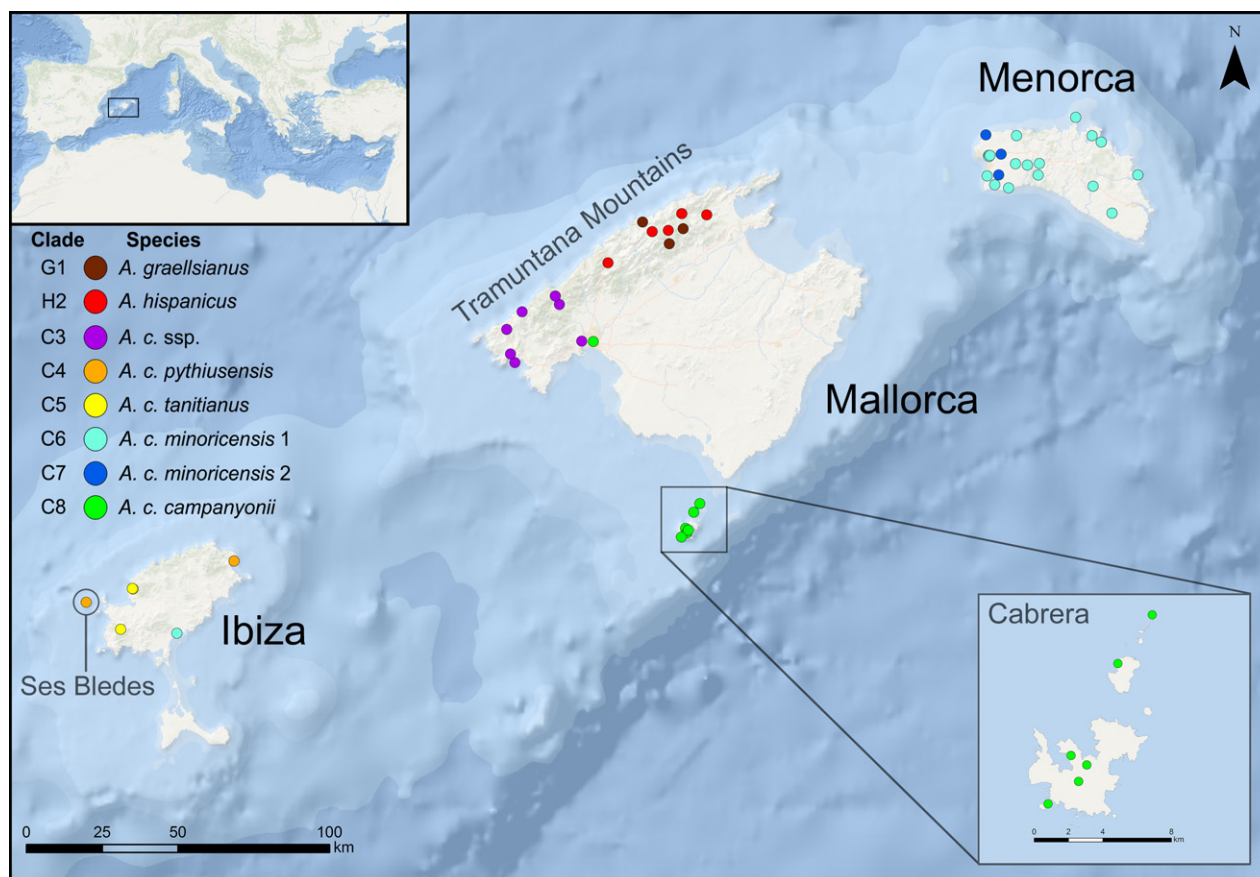 N
Menorca
Tramuntana Mountains
Clade Species
G1 A. graellsianus
H2 A. hispanicus
C3 A. c. ssp.
C4 A. c. pythiusensis
C5 A. c. tanitianus
C6 A. c. minoricensis 1
C7 A. c. minoricensis 2
C8 A. c. campanyonii
Mallorca
Ibiza
Ses Bledes
Cabrera
0 25 50 100
km
0 2 4 8
km